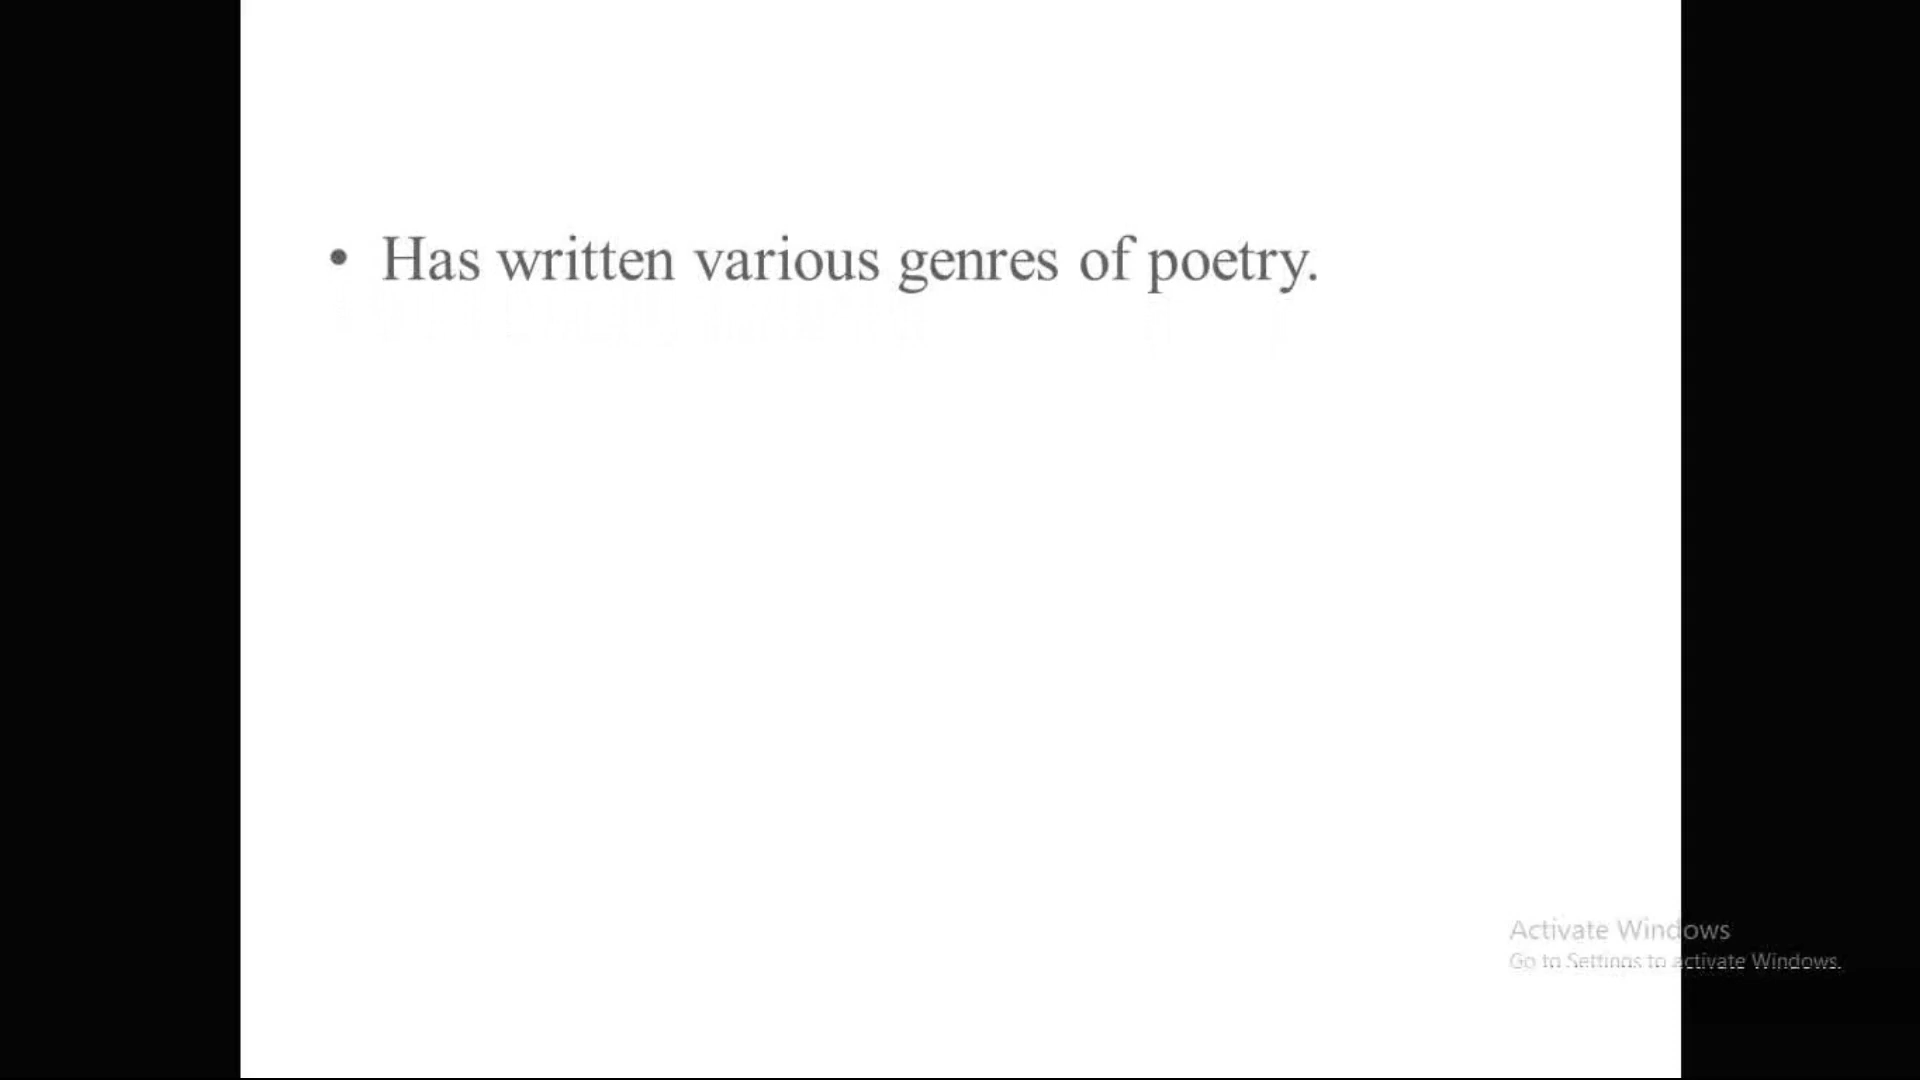 • Has written various genres of poetry.
Activate Windows
Go to Settings to activate Windows.